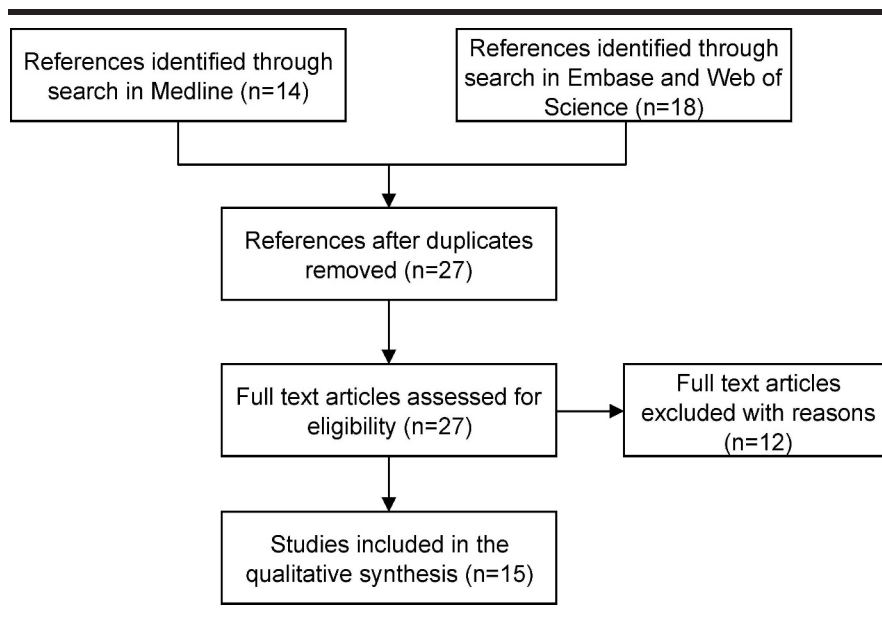 References identified through
search in Medline (n=14)
References identified through
search in Embase and Web of
Science (n=18)
References after duplicates
removed (n=27)
Full text articles assessed for
eligibility (n=27)
Full text articles
excluded with reasons
(n=12)
Studies included in the
qualitative synthesis (n=15)